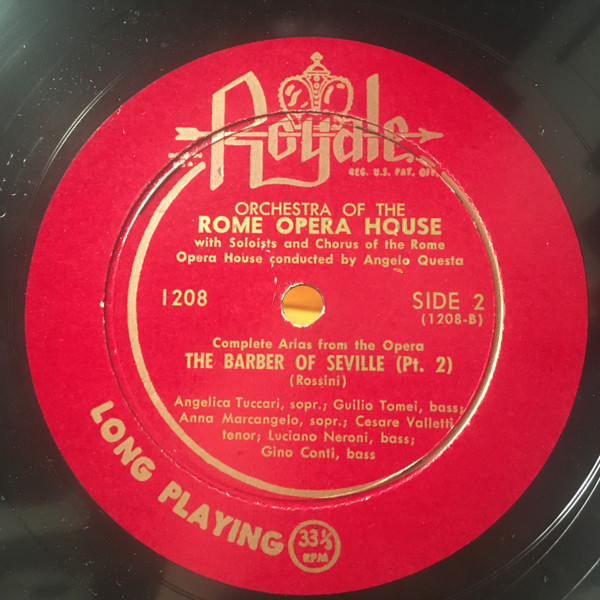 Royale
REG. U.S. PAT. OFF.
ORCHESTRA OF THE
ROME OPERA HOUSE
with Soloists and Chorus of the Rome
Opera House conducted by Angelo Questa
1208
SIDE 2
(1208-B)
Complete Arias from the Opera
THE BARBER OF SEVILLE (Pt. 2)
(Rossini)
Angelica Tuccari, sopr.; Guilio Tomei, bass;
Anna Marcangelo, sopr.; Cesare Valletti,
tenor; Luciano Neroni, bass;
Gino Conti, bass
LONG PLAYING
33⅓
RPM